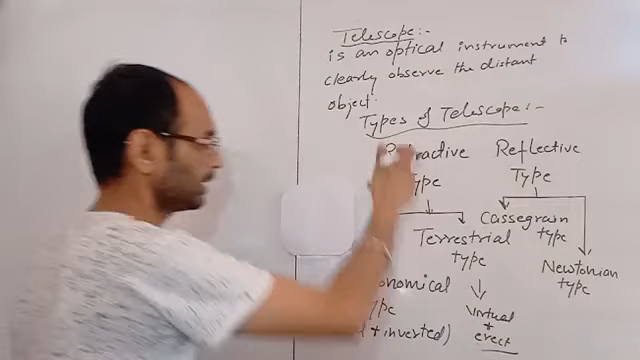 Telescope:-
is an optical instrument to
clearly observe the distant
object.
Types of Telescope:-
Reflective
Type
Type
Cassegrain
type
Terrestrial
type
Newtonian
type
type
Virtual
+
erect
+ inverted)